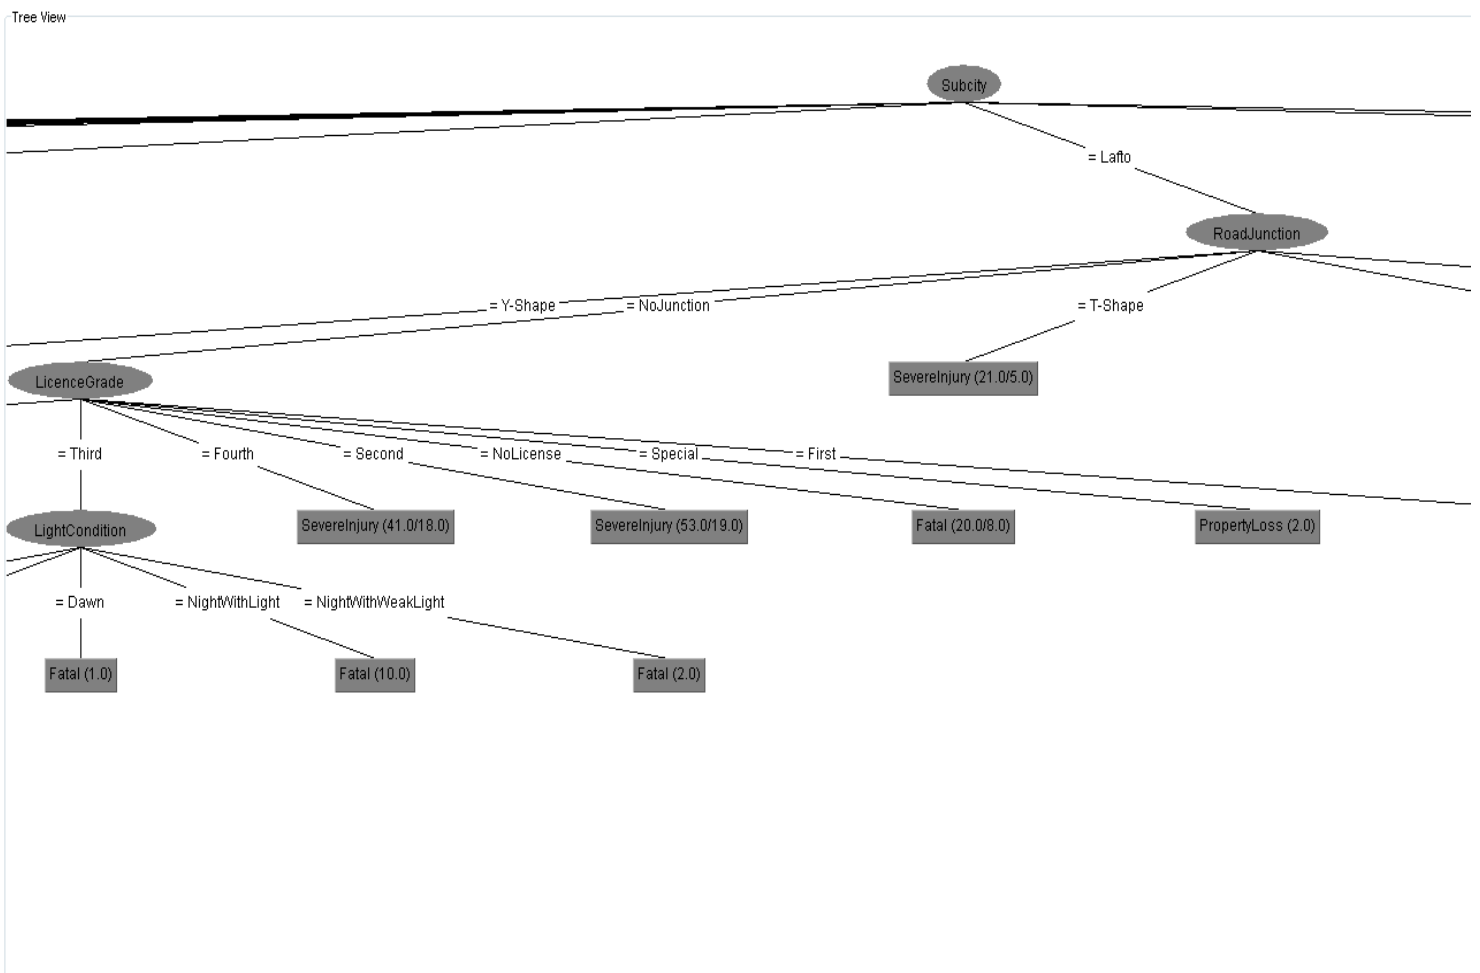 Tree View
Subcity
= Lafto
RoadJunction
= Y-Shape
= NoJunction
= T-Shape
LicenceGrade
SevereInjury (21.0/5.0)
= Third
= Fourth
= Second
= NoLicense
= Special
= First
LightCondition
SevereInjury (41.0/18.0)
SevereInjury (53.0/19.0)
Fatal (20.0/8.0)
PropertyLoss (2.0)
= Dawn
= NightWithLight
= NightWithWeakLight
Fatal (1.0)
Fatal (10.0)
Fatal (2.0)